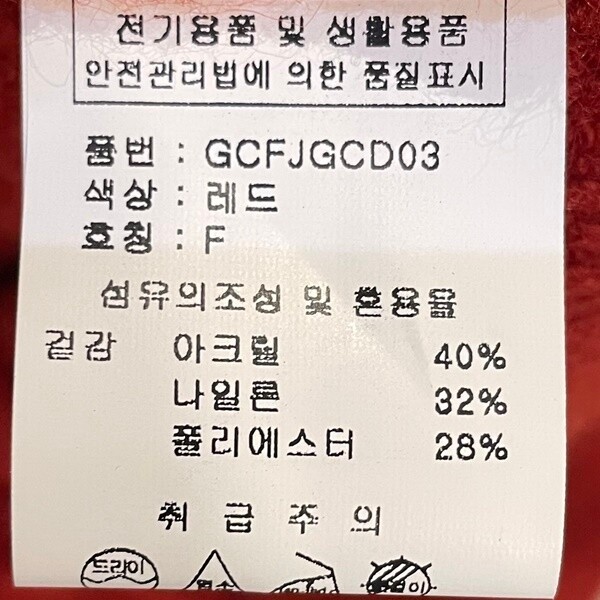 전기용품 및 생활용품
안전관리법에 의한 품질표시
품번 : GCFJGCD03
색상 : 레드
호칭 : F
섬유의조성 및 혼용율
겉감 아크릴 40%
나일론 32%
폴리에스터 28%
취 급 주 의
드라이